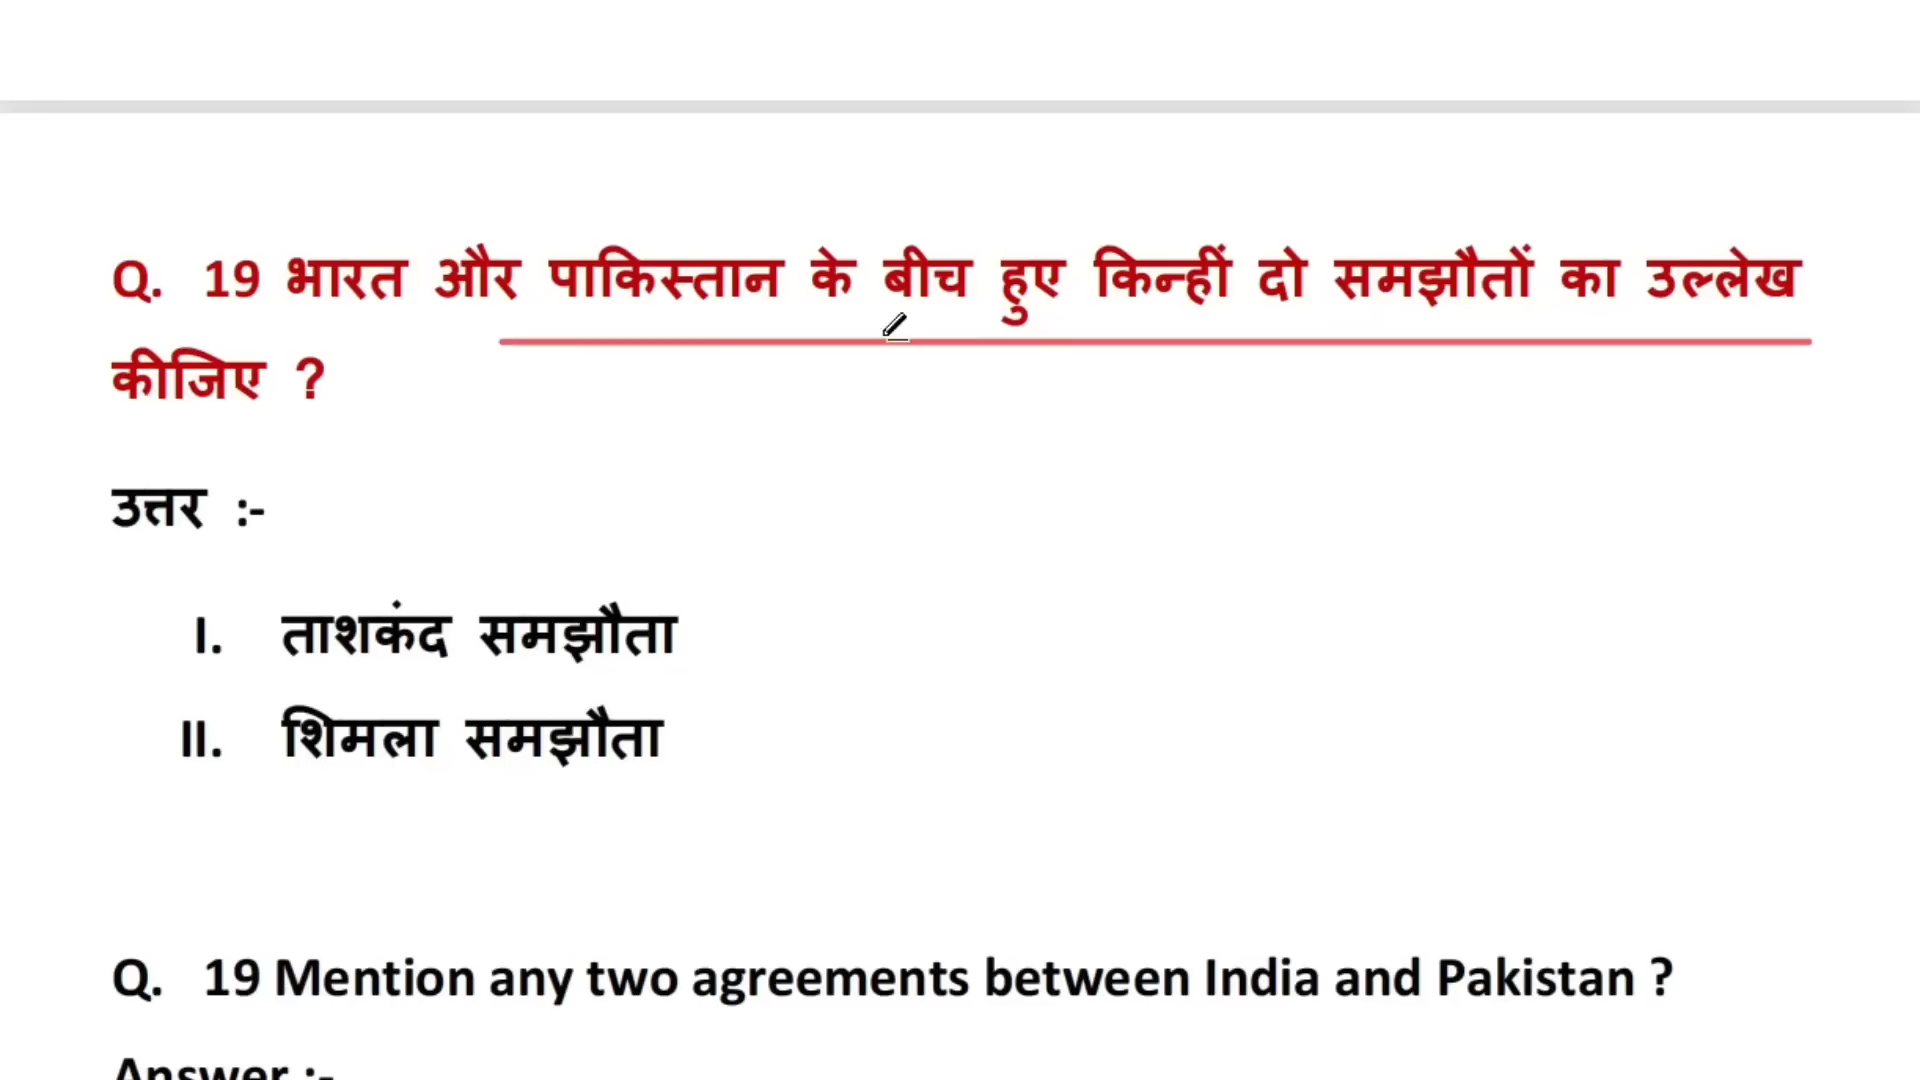 Q. 19 भारत और पाकिस्तान के बीच हुए किन्हीं दो समझौतों का उल्लेख
कीजिए ?
उत्तर :-
I. ताशकंद समझौता
II. शिमला समझौता
Q. 19 Mention any two agreements between India and Pakistan ?
Answer :-